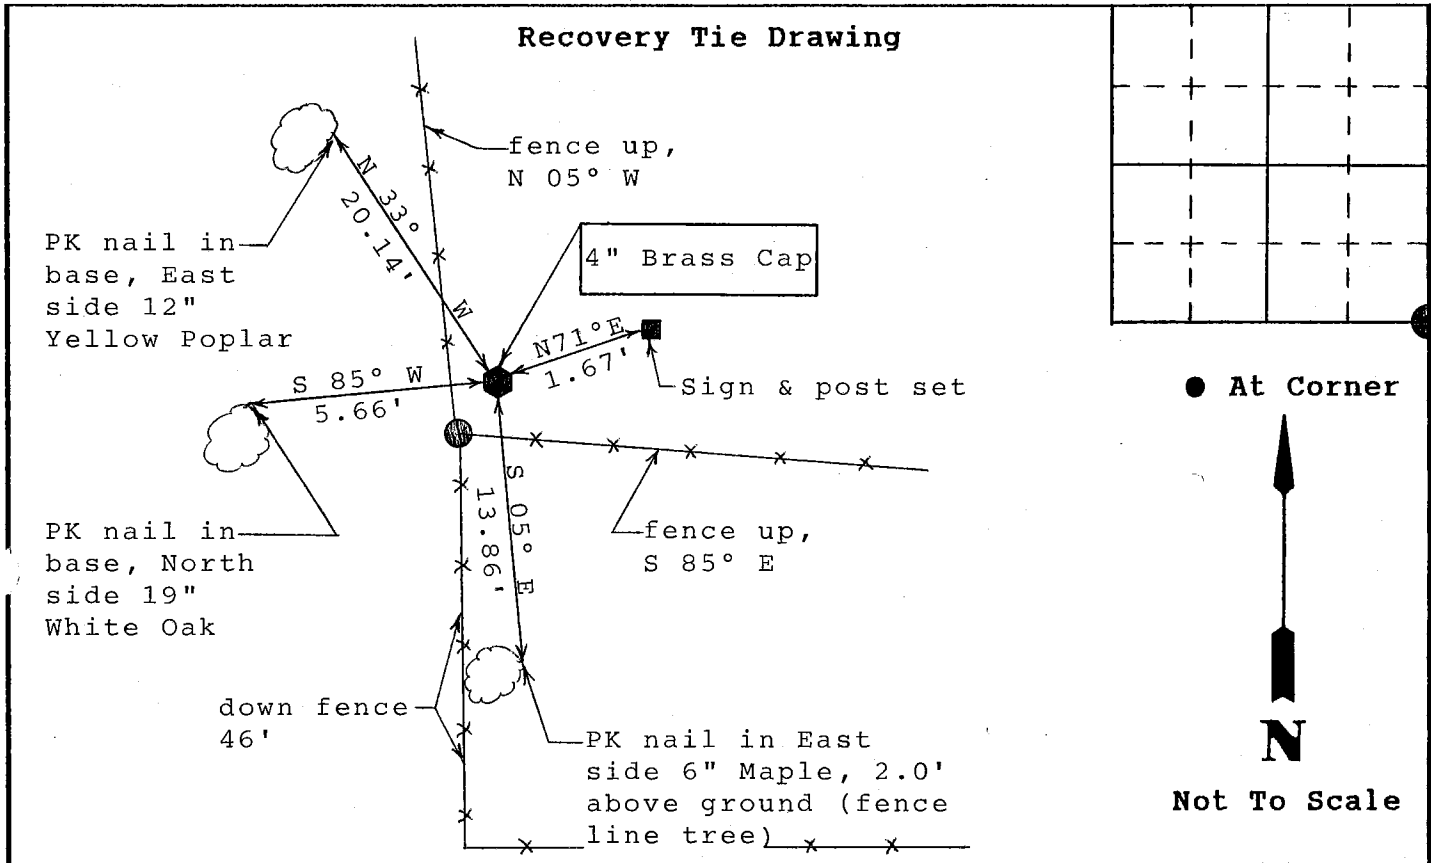 Recovery Tie Drawing
fence up,
N 05° W
N 33° W
20.14'
PK nail in
base, East
side 12"
Yellow Poplar
4" Brass Cap
N71°E
1.67'
Sign & post set
S 85° W
5.66'
At Corner
S 05° E
13.86'
fence up,
S 85° E
PK nail in
base, North
side 19"
White Oak
down fence
46'
PK nail in East
side 6" Maple, 2.0'
above ground (fence
line tree)
N
Not To Scale